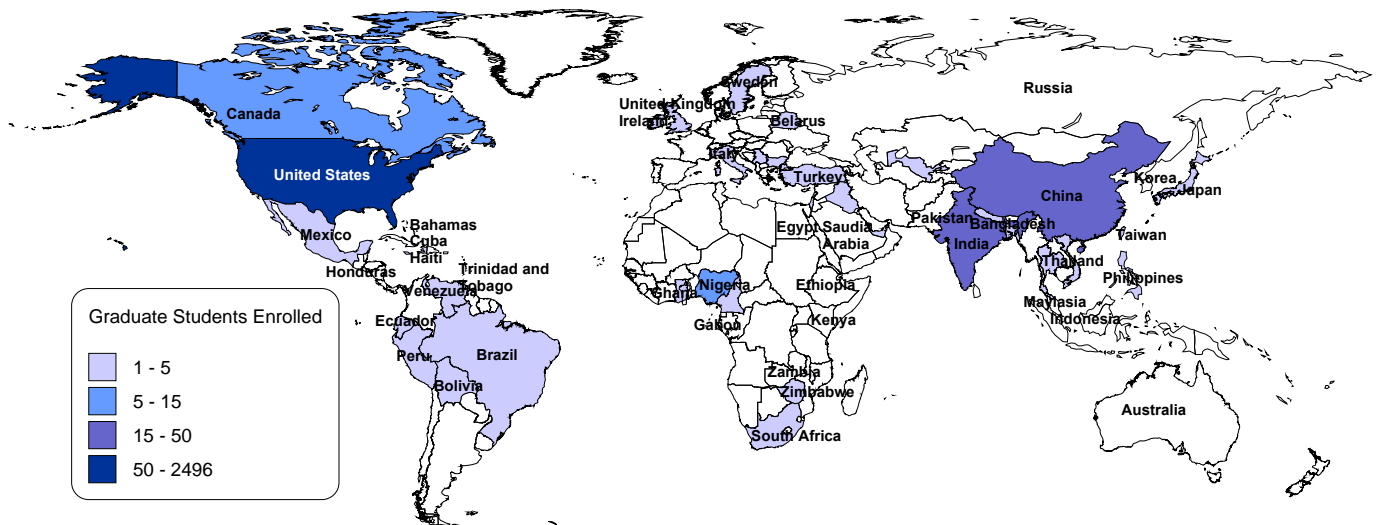 Sweden
Russia
United Kingdom
Canada
Ireland
Belarus
Italy
United States
Turkey
Korea
China
Japan
Bahamas
Pakistan
Bangladesh
Mexico
Egypt
Saudi
Arabia
Taiwan
Cuba
India
Haiti
Thailand
Honduras
Trinidad and
Tobago
Philippines
Venezuela
Ghana
Nigeria
Ethiopia
Maylasia
Ecuador
Gabon
Kenya
Indonesia
Peru
Brazil
Bolivia
Zambia
Zimbabwe
Australia
South Africa
Graduate Students Enrolled
1 - 5
5 - 15
15 - 50
50 - 2496